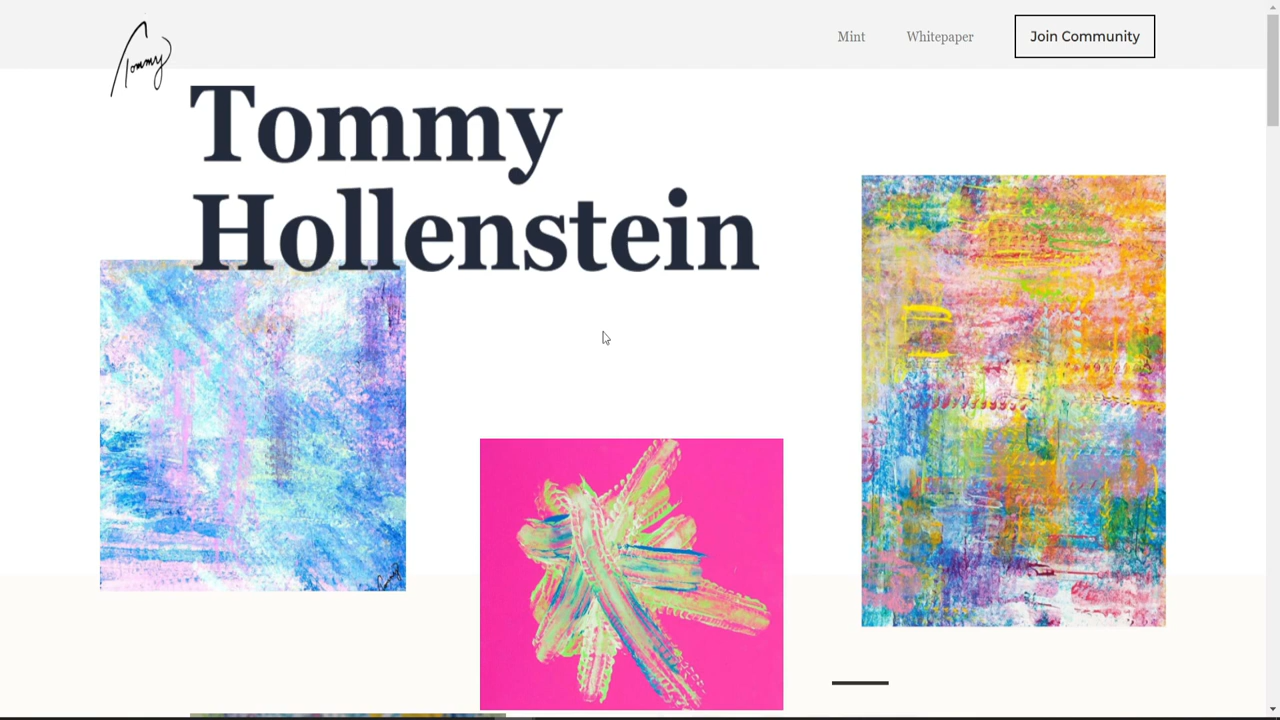 Tommy
Mint
Whitepaper
Join Community
Tommy
Hollenstein